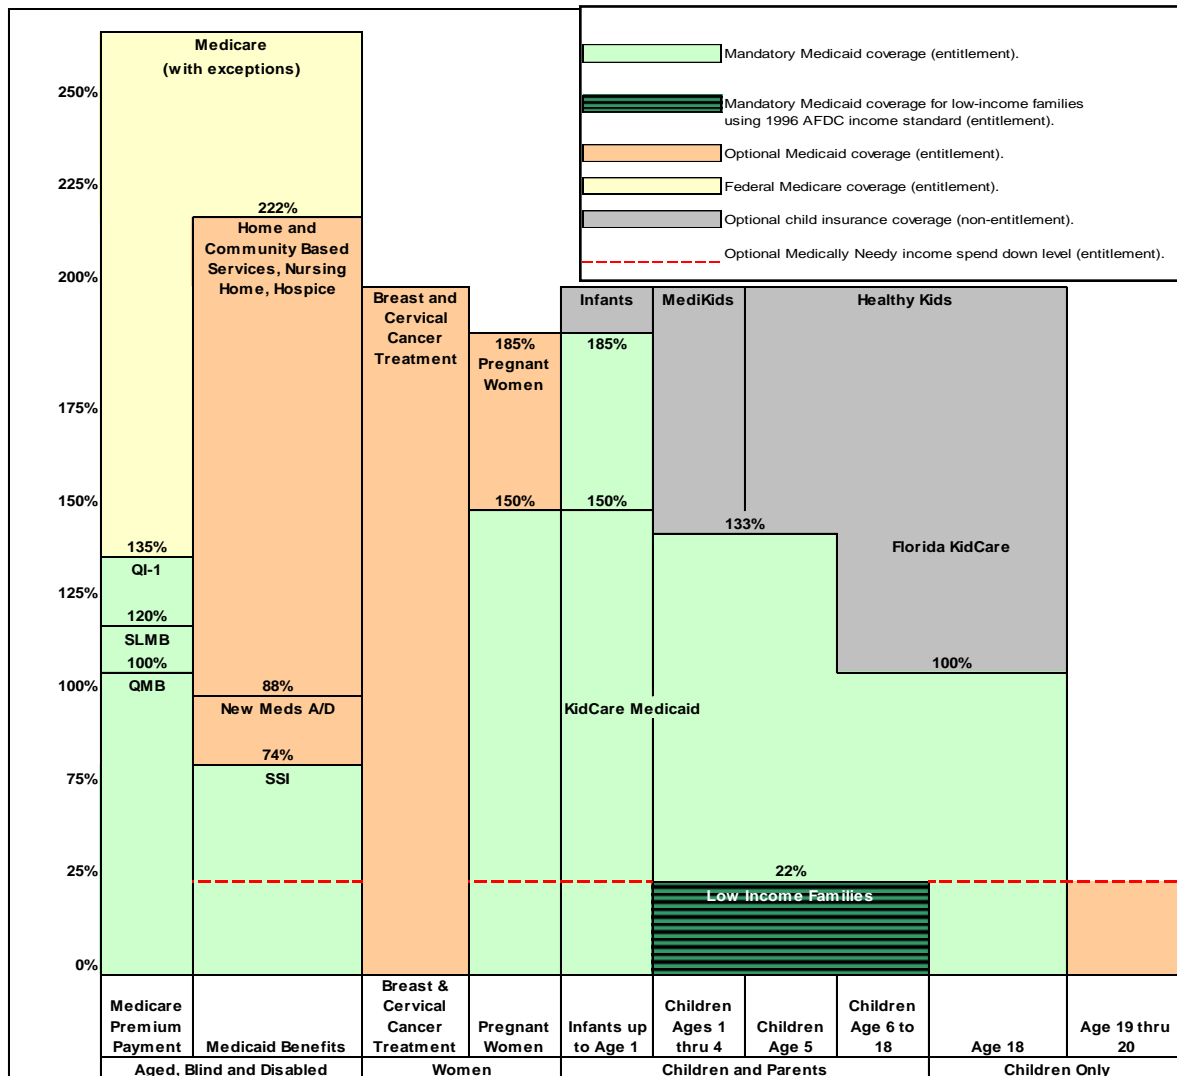 Medicare
(with exceptions)
Mandatory Medicaid coverage (entitlement).
Mandatory Medicaid coverage for low-income families
using 1996 AFDC income standard (entitlement).
Optional Medicaid coverage (entitlement).
Federal Medicare coverage (entitlement).
Optional child insurance coverage (non-entitlement).
Optional Medically Needy income spend down level (entitlement).
250%
225%
200%
175%
150%
125%
100%
75%
25%
0%
135%
QI-1
120%
SLMB
100%
QMB
222%
Home and
Community Based
Services, Nursing
Home, Hospice
88%
New Meds A/D
74%
SSI
Breast and
Cervical
Cancer
Treatment
185%
Pregnant
Women
150%
Infants
185%
150%
MediKids
Healthy Kids
133%
Florida KidCare
100%
KidCare Medicaid
22%
Low Income Families
Medicare
Premium
Payment
Medicaid Benefits
Breast &
Cervical
Cancer
Treatment
Pregnant
Women
Infants up
to Age 1
Children
Ages 1
thru 4
Children
Age 5
Children
Age 6 to
18
Age 18
Age 19 thru
20
Aged, Blind and Disabled
Women
Children and Parents
Children Only